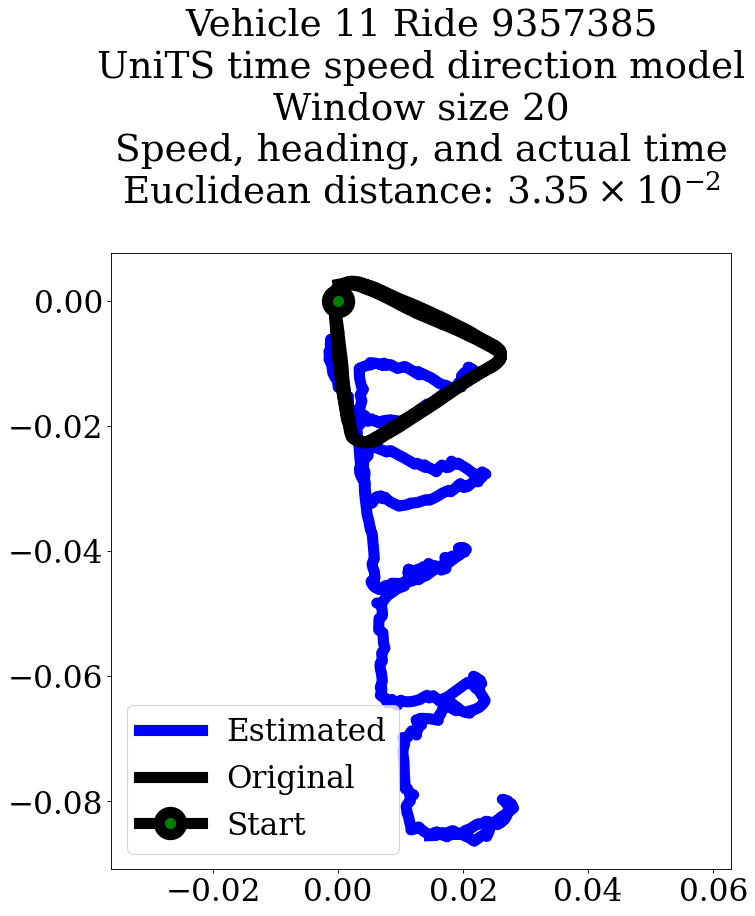 Vehicle 11 Ride 9357385
UniTS time speed direction model
Window size 20
Speed, heading, and actual time
Euclidean distance: 3.35 × 10⁻²
0.00
−0.02
−0.04
−0.06
−0.08
Estimated
Original
Start
−0.02 0.00 0.02 0.04 0.06